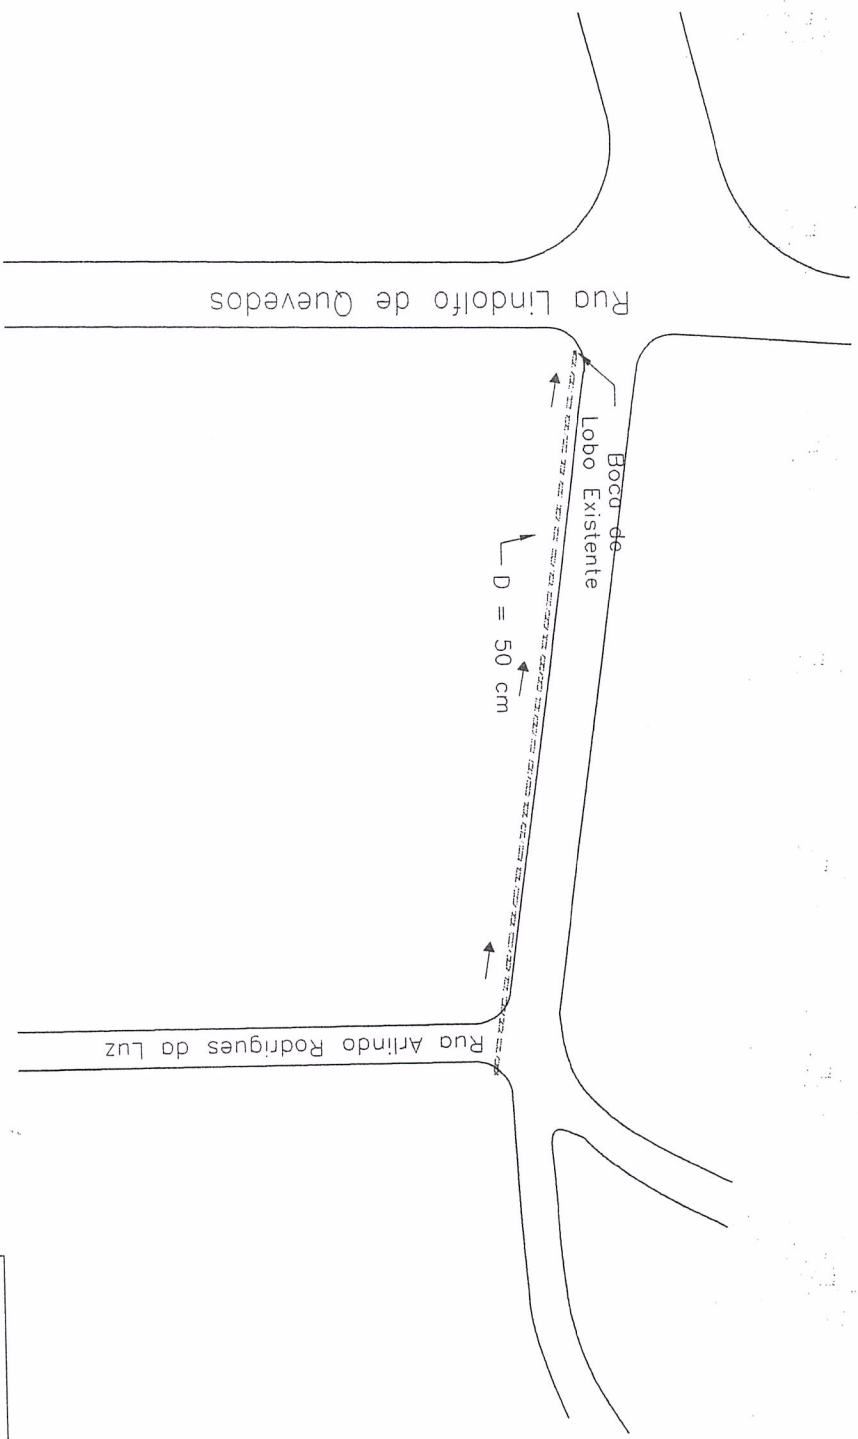 Rua Lindolfo de Quevedos
Boca de
Lobo Existente
D = 50 cm
Rua Arlindo Rodrigues da Luz